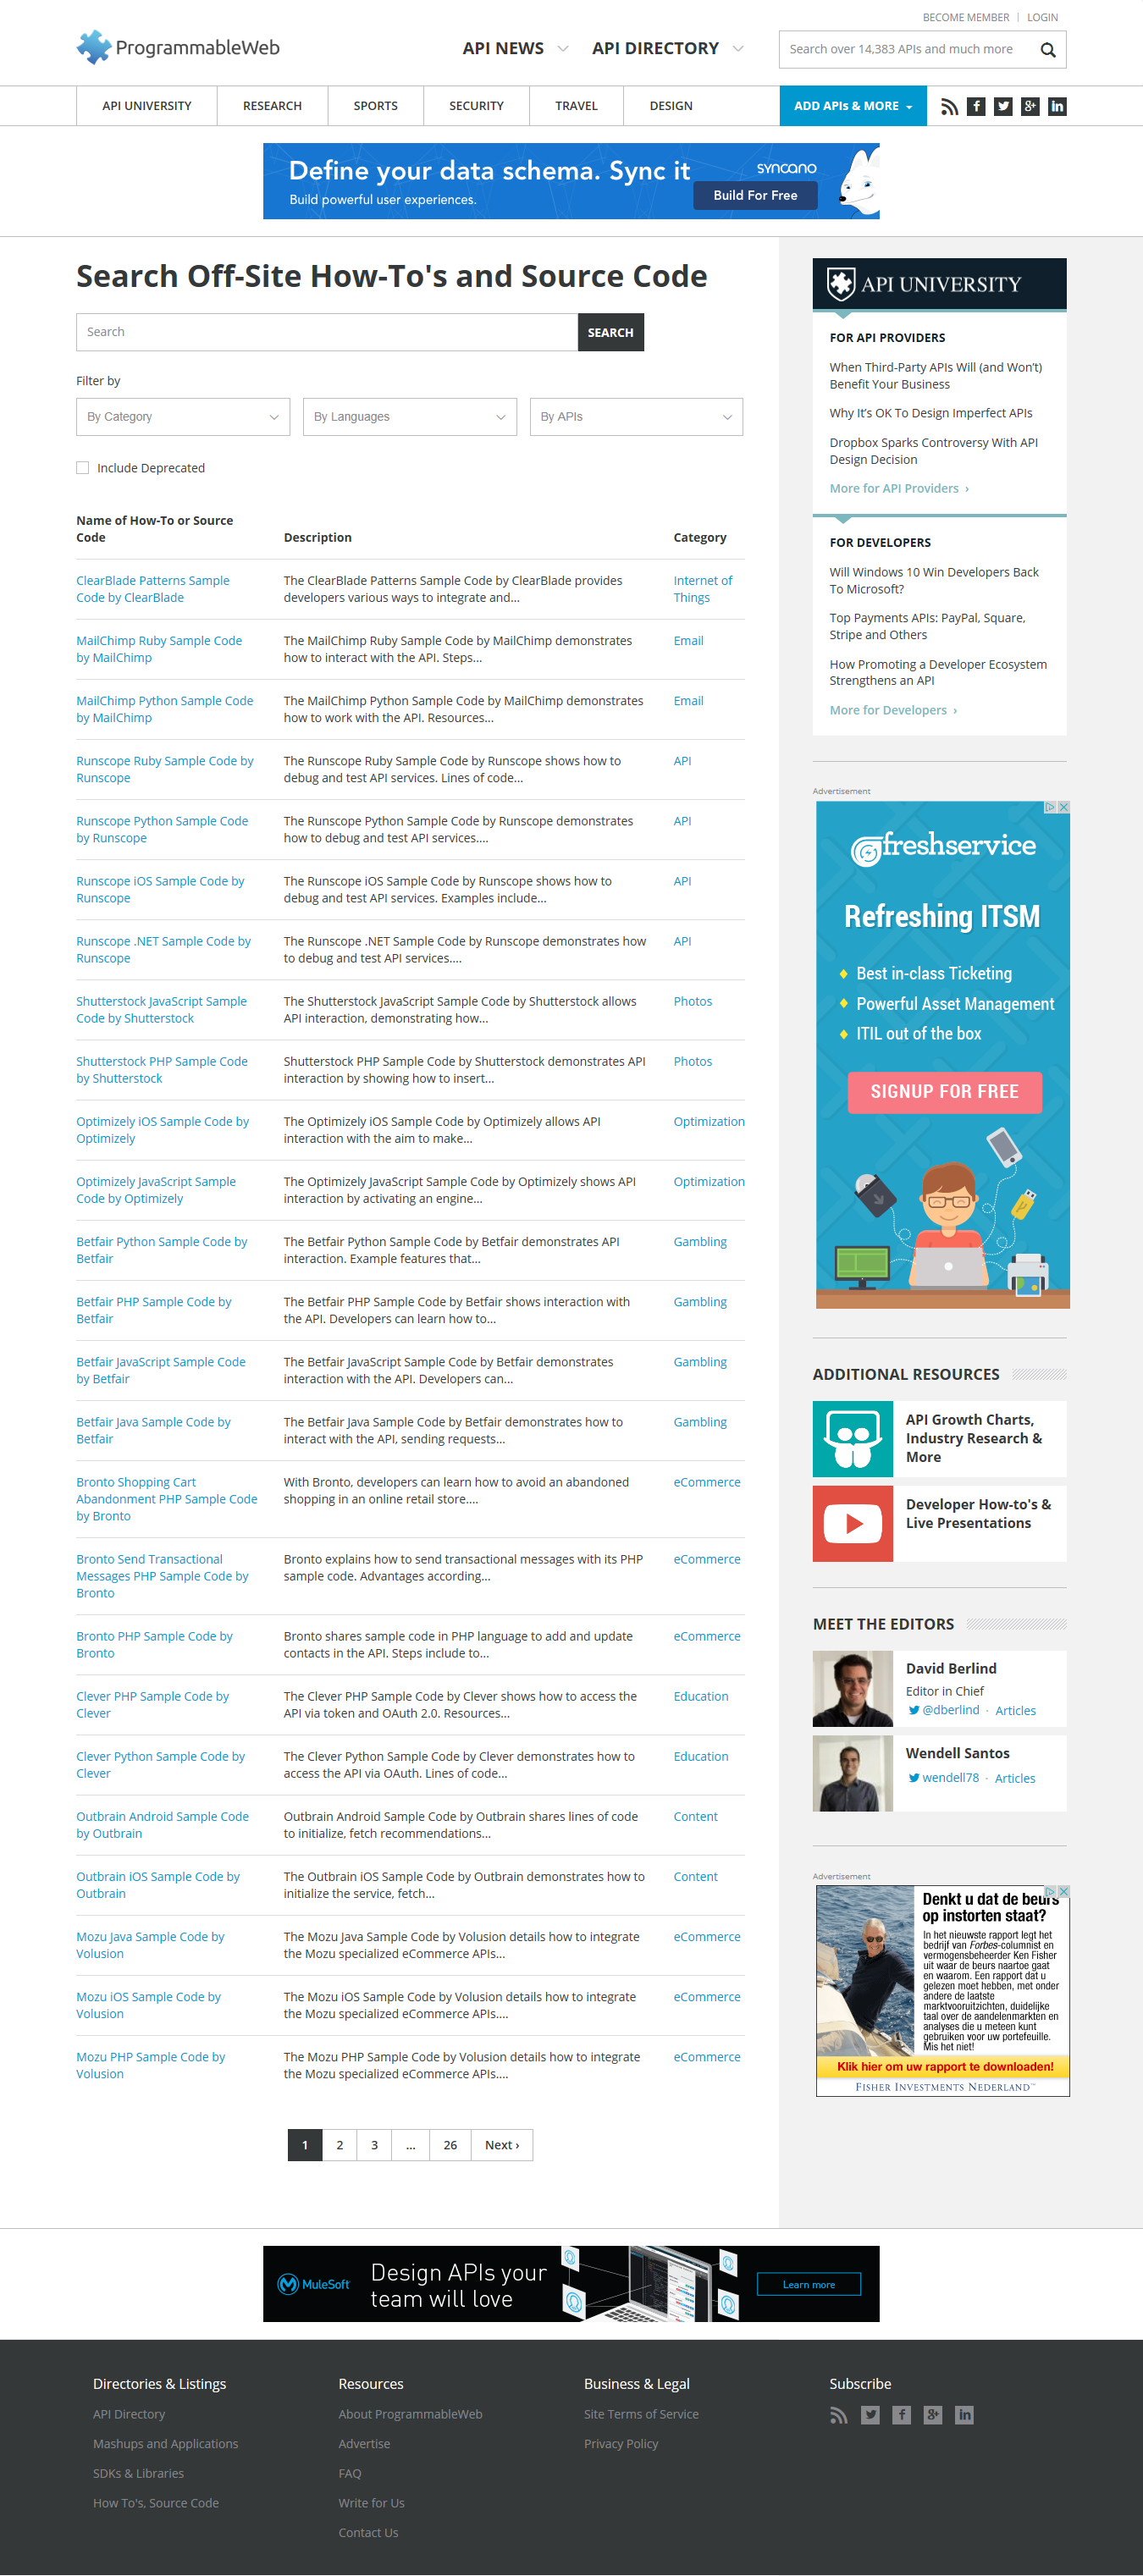 BECOME MEMBER | LOGIN
ProgrammableWeb
API NEWS
API DIRECTORY
Search over 14,383 APIs and much more
API UNIVERSITY
RESEARCH
SPORTS
SECURITY
TRAVEL
DESIGN
ADD APIs & MORE
Define your data schema. Sync it
Build powerful user experiences.
syncano
Build For Free
Search Off-Site How-To's and Source Code
Search
SEARCH
Filter by
By Category
By Languages
By APIs
Include Deprecated
Name of How-To or Source
Code
Description
Category
ClearBlade Patterns Sample
Code by ClearBlade
The ClearBlade Patterns Sample Code by ClearBlade provides
developers various ways to integrate and...
Internet of
Things
MailChimp Ruby Sample Code
by MailChimp
The MailChimp Ruby Sample Code by MailChimp demonstrates
how to interact with the API. Steps...
Email
MailChimp Python Sample Code
by MailChimp
The MailChimp Python Sample Code by MailChimp demonstrates
how to work with the API. Resources...
Email
Runscope Ruby Sample Code by
Runscope
The Runscope Ruby Sample Code by Runscope shows how to
debug and test API services. Lines of code...
API
Runscope Python Sample Code
by Runscope
The Runscope Python Sample Code by Runscope demonstrates
how to debug and test API services....
API
Runscope iOS Sample Code by
Runscope
The Runscope iOS Sample Code by Runscope shows how to
debug and test API services. Examples include...
API
Runscope .NET Sample Code by
Runscope
The Runscope .NET Sample Code by Runscope demonstrates how
to debug and test API services....
API
Shutterstock JavaScript Sample
Code by Shutterstock
The Shutterstock JavaScript Sample Code by Shutterstock allows
API interaction, demonstrating how...
Photos
Shutterstock PHP Sample Code
by Shutterstock
Shutterstock PHP Sample Code by Shutterstock demonstrates API
interaction by showing how to insert...
Photos
Optimizely iOS Sample Code by
Optimizely
The Optimizely iOS Sample Code by Optimizely allows API
interaction with the aim to make...
Optimization
Optimizely JavaScript Sample
Code by Optimizely
The Optimizely JavaScript Sample Code by Optimizely shows API
interaction by activating an engine...
Optimization
Betfair Python Sample Code by
Betfair
The Betfair Python Sample Code by Betfair demonstrates API
interaction. Example features that...
Gambling
Betfair PHP Sample Code by
Betfair
The Betfair PHP Sample Code by Betfair shows interaction with
the API. Developers can learn how to...
Gambling
Betfair JavaScript Sample Code
by Betfair
The Betfair JavaScript Sample Code by Betfair demonstrates
interaction with the API. Developers can...
Gambling
Betfair Java Sample Code by
Betfair
The Betfair Java Sample Code by Betfair demonstrates how to
interact with the API, sending requests...
Gambling
Bronto Shopping Cart
Abandonment PHP Sample Code
by Bronto
With Bronto, developers can learn how to avoid an abandoned
shopping in an online retail store....
eCommerce
Bronto Send Transactional
Messages PHP Sample Code by
Bronto
Bronto explains how to send transactional messages with its PHP
sample code. Advantages according...
eCommerce
Bronto PHP Sample Code by
Bronto
Bronto shares sample code in PHP language to add and update
contacts in the API. Steps include to...
eCommerce
Clever PHP Sample Code by
Clever
The Clever PHP Sample Code by Clever shows how to access the
API via token and OAuth 2.0. Resources...
Education
Clever Python Sample Code by
Clever
The Clever Python Sample Code by Clever demonstrates how to
access the API via OAuth. Lines of code...
Education
Outbrain Android Sample Code
by Outbrain
Outbrain Android Sample Code by Outbrain shares lines of code
to initialize, fetch recommendations...
Content
Outbrain iOS Sample Code by
Outbrain
The Outbrain iOS Sample Code by Outbrain demonstrates how to
initialize the service, fetch...
Content
Mozu Java Sample Code by
Volusion
The Mozu Java Sample Code by Volusion details how to integrate
the Mozu specialized eCommerce APIs...
eCommerce
Mozu iOS Sample Code by
Volusion
The Mozu iOS Sample Code by Volusion details how to integrate
the Mozu specialized eCommerce APIs....
eCommerce
Mozu PHP Sample Code by
Volusion
The Mozu PHP Sample Code by Volusion details how to integrate
the Mozu specialized eCommerce APIs....
eCommerce
1 2 3 ... 26 Next ›
API UNIVERSITY
FOR API PROVIDERS
When Third-Party APIs Will (and Won't)
Benefit Your Business
Why It's OK To Design Imperfect APIs
Dropbox Sparks Controversy With API
Design Decision
More for API Providers ›
FOR DEVELOPERS
Will Windows 10 Win Developers Back
To Microsoft?
Top Payments APIs: PayPal, Square,
Stripe and Others
How Promoting a Developer Ecosystem
Strengthens an API
More for Developers ›
Advertisement
freshservice
Refreshing ITSM
Best in-class Ticketing
Powerful Asset Management
ITIL out of the box
SIGNUP FOR FREE
ADDITIONAL RESOURCES
API Growth Charts,
Industry Research &
More
Developer How-to's &
Live Presentations
MEET THE EDITORS
David Berlind
Editor in Chief
@dberlind · Articles
Wendell Santos
wendell78 · Articles
Advertisement
Denkt u dat de beurs
op instorten staat?
In het nieuwste rapport legt het
bedrijf van Forbes-columnist en
vermogensbeheerder Ken Fisher
uit waar de beurs naartoe gaat
en waarom. Een rapport dat u
gelezen moet hebben, met onder
andere de laatste
marktvooruitzichten, duidelijke
taal over de aandelenmarkten en
analyses die u meteen kunt
gebruiken voor uw portefeuille.
Mis het niet!
Klik hier om uw rapport te downloaden!
FISHER INVESTMENTS NEDERLAND™
MuleSoft
Design APIs your
team will love
Learn more
Directories & Listings
API Directory
Mashups and Applications
SDKs & Libraries
How To's, Source Code
Resources
About ProgrammableWeb
Advertise
FAQ
Write for Us
Contact Us
Business & Legal
Site Terms of Service
Privacy Policy
Subscribe